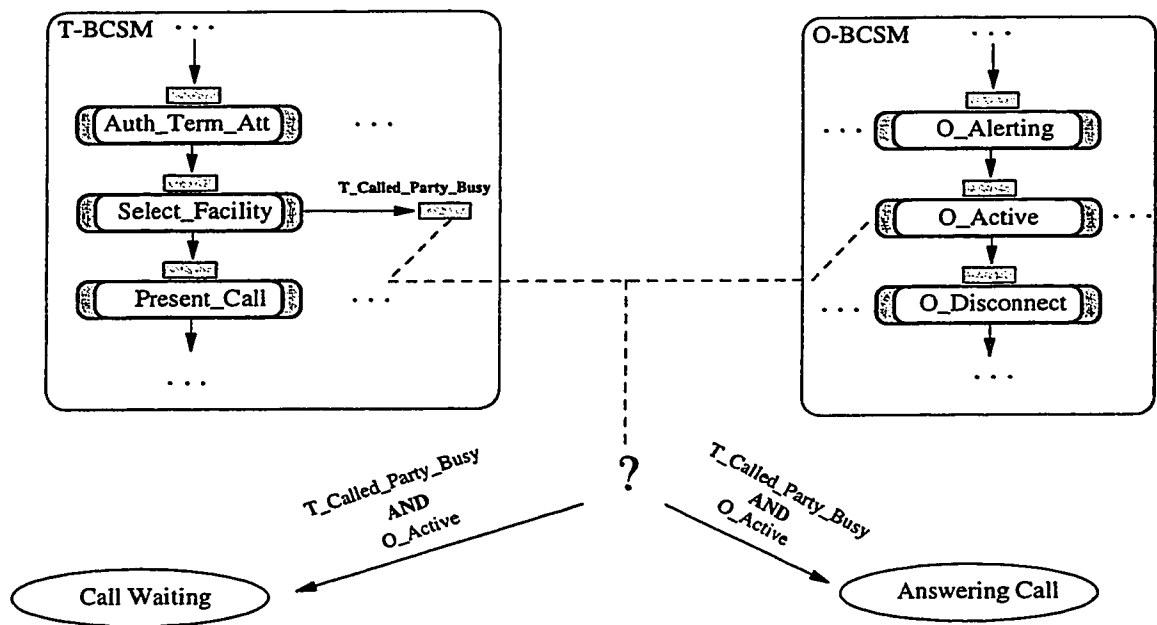 T-BCSM
. . .
Auth_Term_Att
. . .
Select_Facility
T_Called_Party_Busy
Present_Call
. . .
. . .
O-BCSM
. . .
. . .
O_Alerting
O_Active
. . .
. . .
O_Disconnect
. . .
?
T_Called_Party_Busy
AND
O_Active
T_Called_Party_Busy
AND
O_Active
Call Waiting
Answering Call